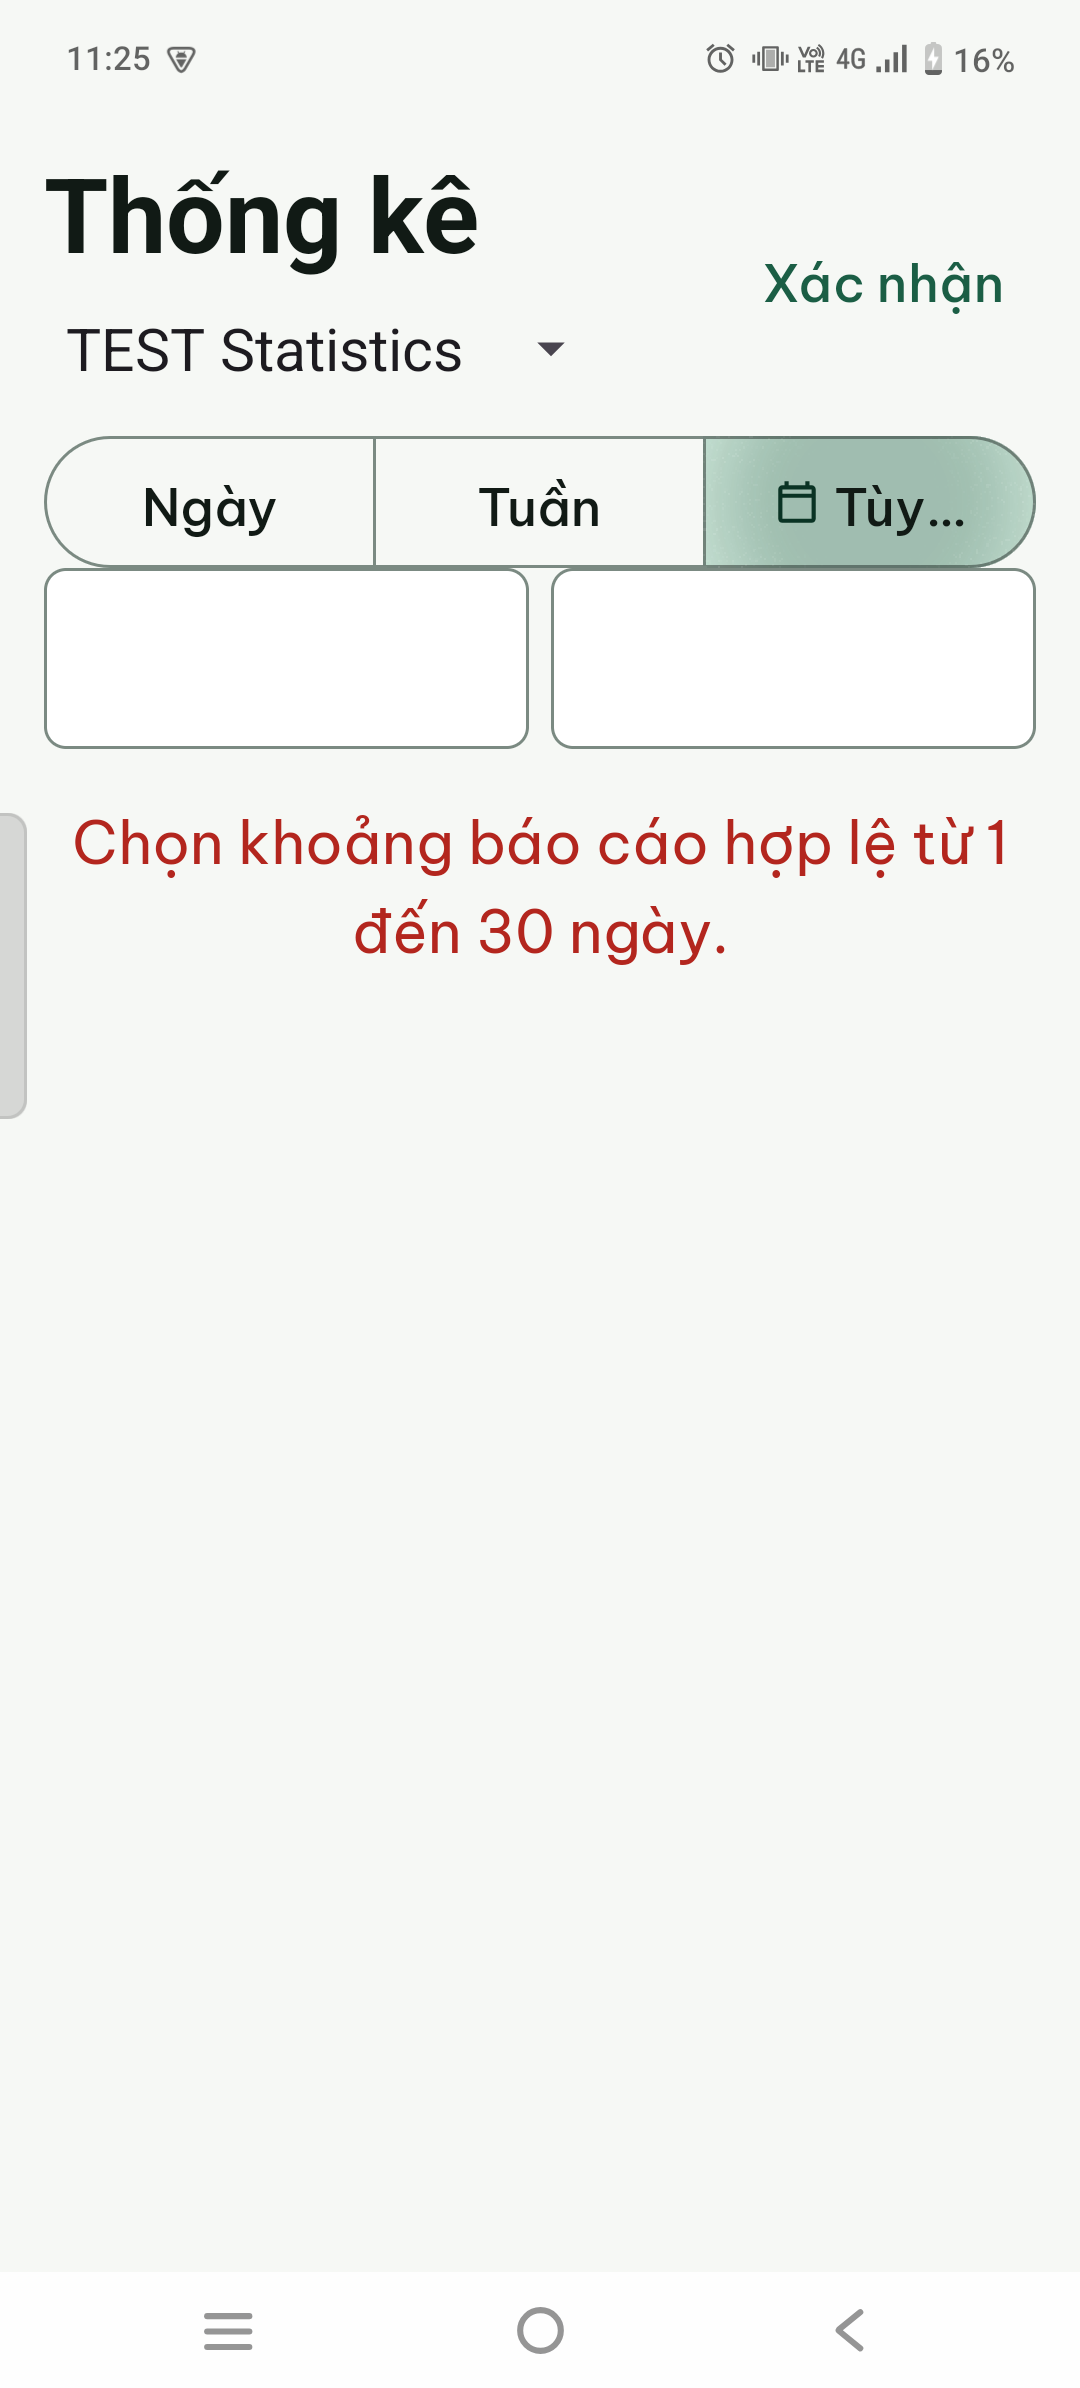 11:25 VoLTE 4G 16%
Thống kê
Xác nhận
TEST Statistics
Ngày Tuần Tùy...
Chọn khoảng báo cáo hợp lệ từ 1
đến 30 ngày.